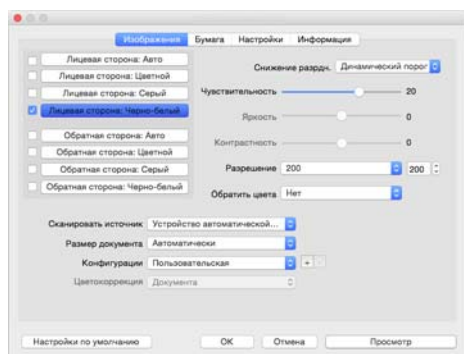 Изображения Бумага Настройки Информация
Лицевая сторона: Авто
Лицевая сторона: Цветной
Лицевая сторона: Серый
Лицевая сторона: Черно-белый
Обратная сторона: Авто
Обратная сторона: Цветной
Обратная сторона: Серый
Обратная сторона: Черно-белый
Снижение разрдн. Динамический порог
Чувствительность 20
Яркость 0
Контрастность 0
Разрешение 200 200
Обратить цвета Нет
Сканировать источник Устройство автоматической...
Размер документа Автоматически
Конфигурации Пользовательская + -
Цветокоррекция Документа
Настройки по умолчанию OK Отмена Просмотр